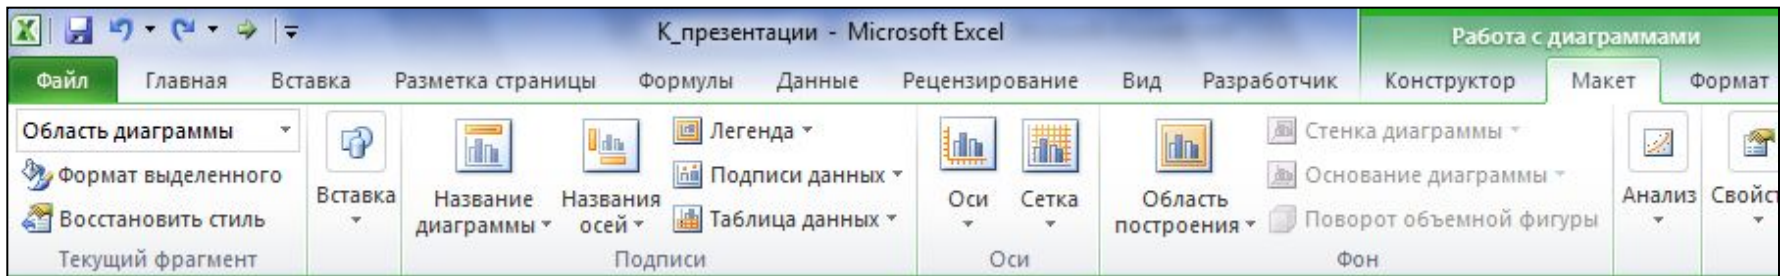 К_презентации - Microsoft Excel
Работа с диаграммами
Файл Главная Вставка Разметка страницы Формулы Данные Рецензирование Вид Разработчик Конструктор Макет Формат
Область диаграммы
Формат выделенного
Восстановить стиль
Текущий фрагмент
Вставка
Название
диаграммы
Названия
осей
Легенда
Подписи данных
Таблица данных
Подписи
Оси
Сетка
Оси
Область
построения
Стенка диаграммы
Основание диаграммы
Поворот объемной фигуры
Фон
Анализ
Свойст